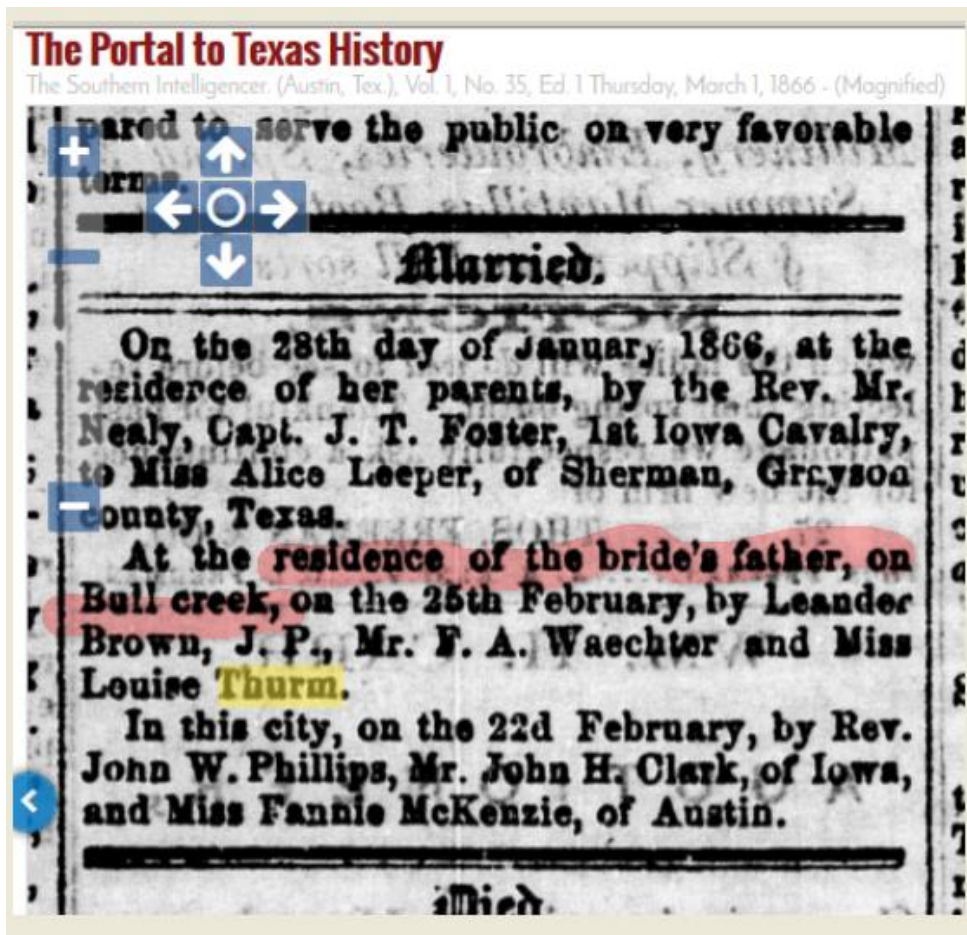 The Portal to Texas History
The Southern Intelligencer. (Austin, Tex.), Vol. 1, No. 35, Ed. 1 Thursday, March 1, 1866 - (Magnified)
pared to serve the public on very favorable
terms.
Married.
On the 28th day of January 1866, at the
residence of her parents, by the Rev. Mr.
Nealy, Capt. J. T. Foster, 1st Iowa Cavalry,
to Miss Alice Leeper, of Sherman, Grayson
county, Texas.
At the residence of the bride's father, on
Bull creek, on the 25th February, by Leander
Brown, J. P., Mr. F. A. Waechter and Miss
Louise Thurm.
In this city, on the 22d February, by Rev.
John W. Phillips, Mr. John H. Clark, of Iowa,
and Miss Fannie McKenzie, of Austin.
Died.